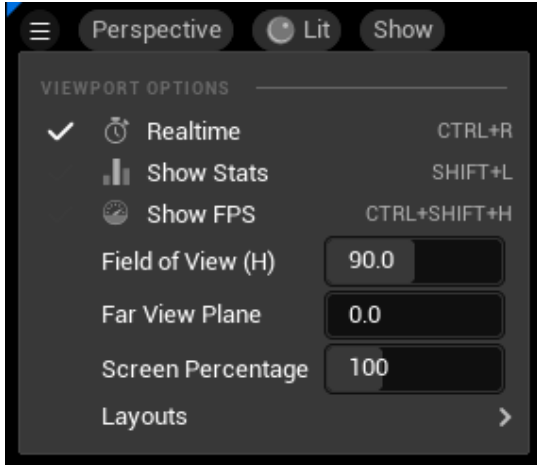 Perspective Lit Show
VIEWPORT OPTIONS
Realtime CTRL+R
Show Stats SHIFT+L
Show FPS CTRL+SHIFT+H
Field of View (H) 90.0
Far View Plane 0.0
Screen Percentage 100
Layouts